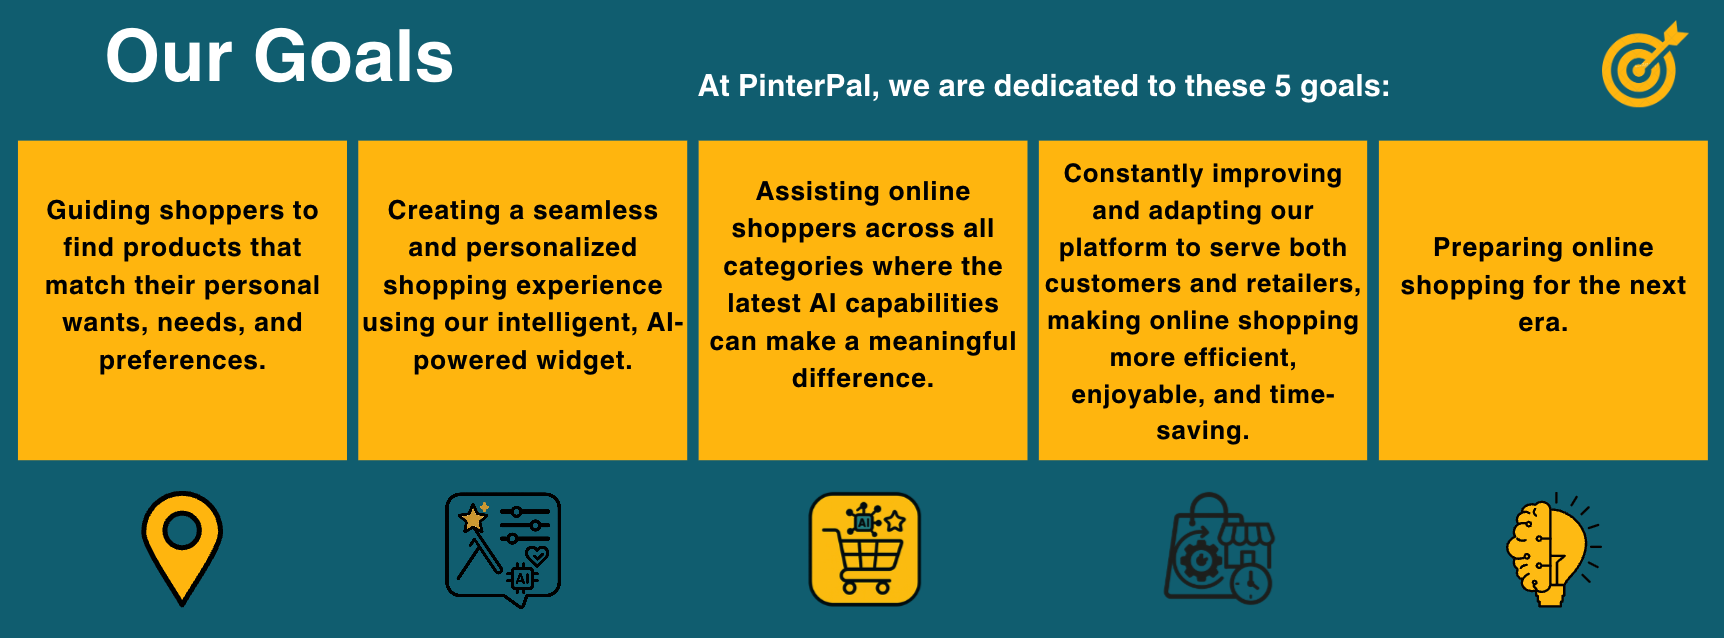 Our Goals
At PinterPal, we are dedicated to these 5 goals:
Guiding shoppers to
find products that
match their personal
wants, needs, and
preferences.
Creating a seamless
and personalized
shopping experience
using our intelligent, AI-
powered widget.
Assisting online
shoppers across all
categories where the
latest AI capabilities
can make a meaningful
difference.
Constantly improving
and adapting our
platform to serve both
customers and retailers,
making online shopping
more efficient,
enjoyable, and time-
saving.
Preparing online
shopping for the next
era.
AI
AI